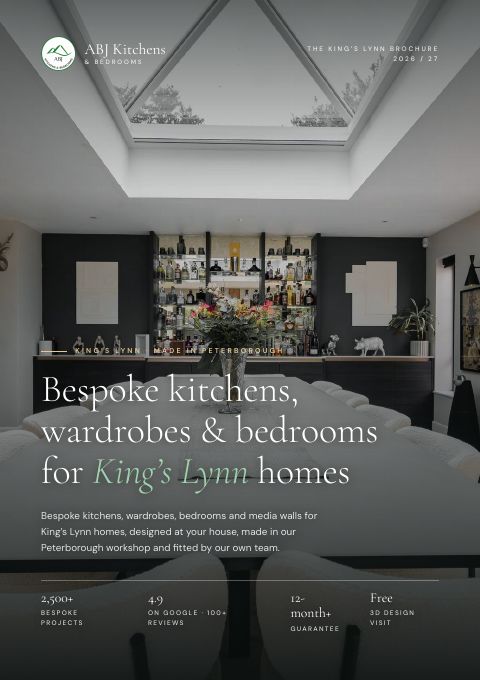 ABJ
ABJ Kitchens
& BEDROOMS
THE KING'S LYNN BROCHURE
2026 / 27
KING'S LYNN · MADE IN PETERBOROUGH
Bespoke kitchens,
wardrobes & bedrooms
for King's Lynn homes
Bespoke kitchens, wardrobes, bedrooms and media walls for
King's Lynn homes, designed at your house, made in our
Peterborough workshop and fitted by our own team.
2,500+
BESPOKE
PROJECTS
4.9
ON GOOGLE · 100+
REVIEWS
12-
month+
GUARANTEE
Free
3D DESIGN
VISIT